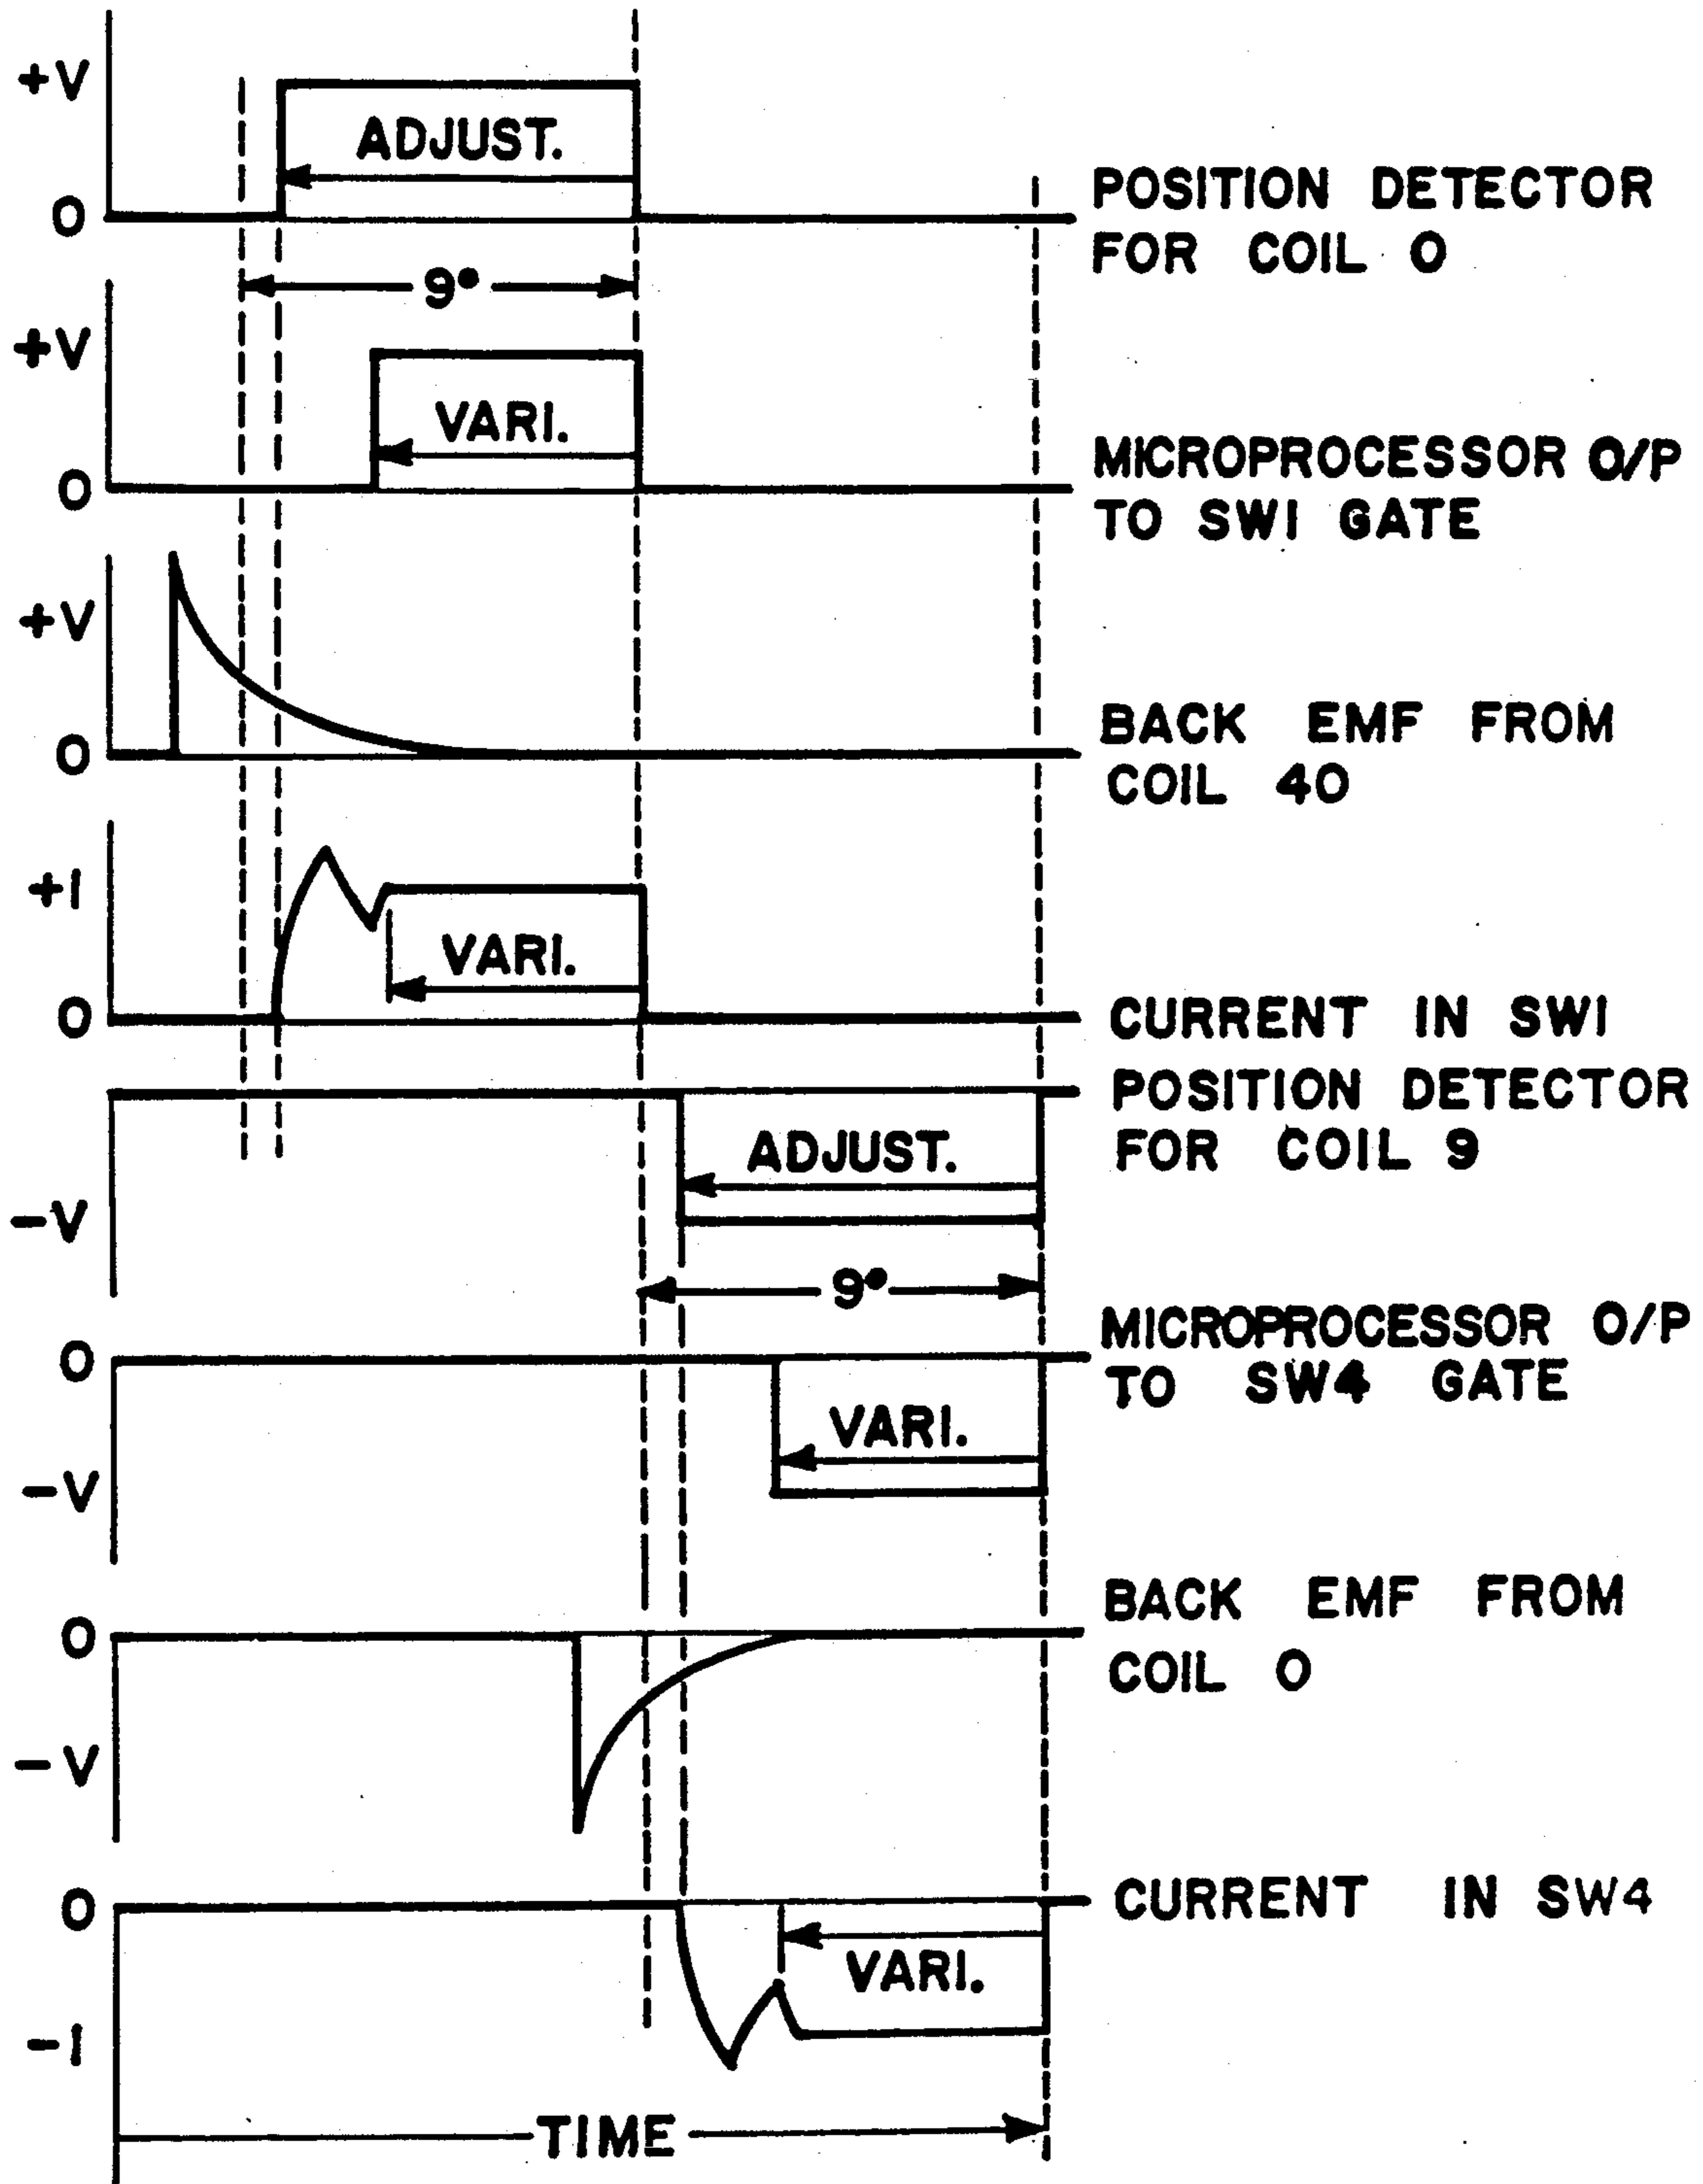 +V
ADJUST.
0
POSITION DETECTOR
FOR COIL 0
9°
+V
VARI.
0
MICROPROCESSOR O/P
TO SW1 GATE
+V
0
BACK EMF FROM
COIL 40
+I
VARI.
0
CURRENT IN SW1
POSITION DETECTOR
FOR COIL 9
ADJUST.
-V
9°
0
MICROPROCESSOR O/P
TO SW4 GATE
VARI.
-V
0
BACK EMF FROM
COIL 0
-V
0
CURRENT IN SW4
VARI.
-I
TIME